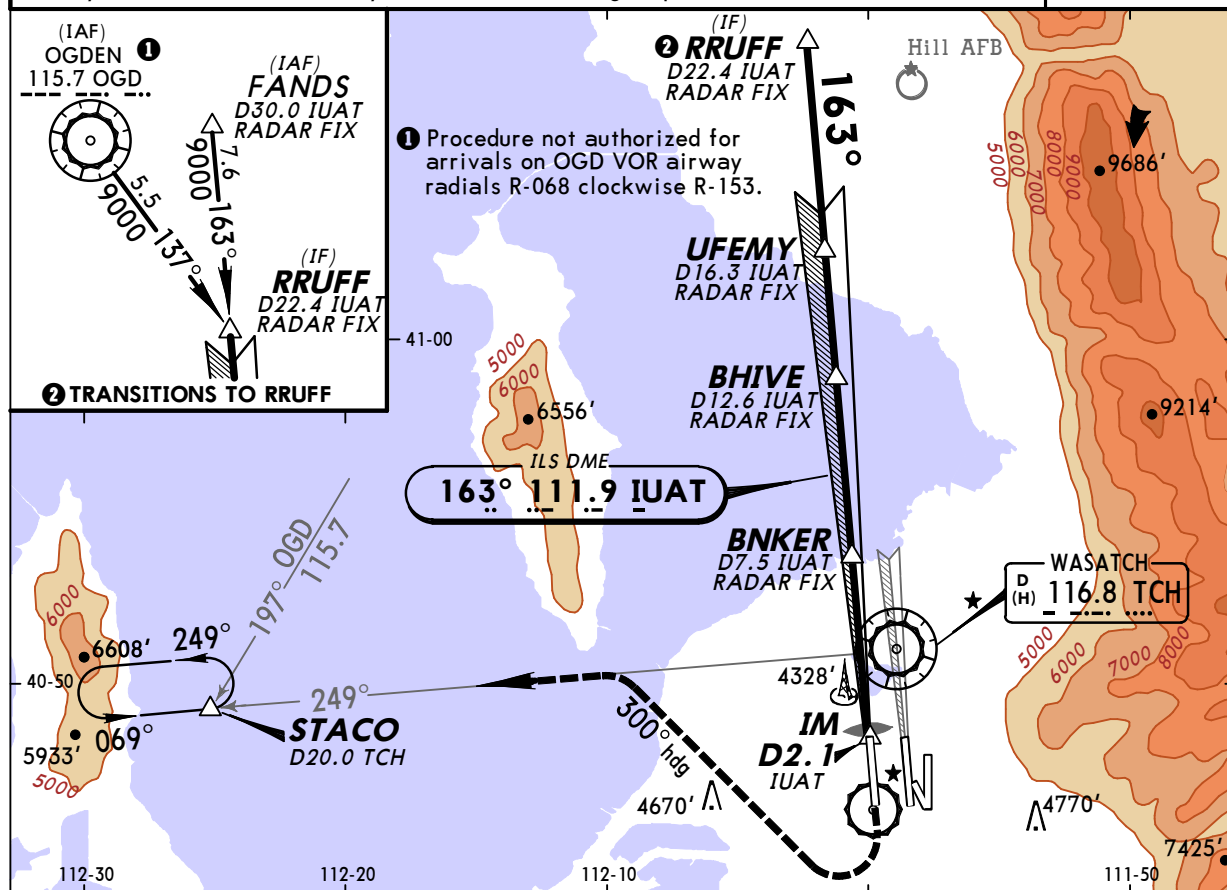 (IAF)
OGDEN ❶
115.7 OGD
(IAF)
FANDS
D30.0 IUAT
RADAR FIX
7.6
9000
163°
5.5
9000
137°
(IF)
RRUFF
D22.4 IUAT
RADAR FIX
❷ TRANSITIONS TO RRUFF
❶ Procedure not authorized for
arrivals on OGD VOR airway
radials R-068 clockwise R-153.
(IF)
❷ RRUFF
D22.4 IUAT
RADAR FIX
163°
Hill AFB
5000
6000
7000
8000
9000
9686'
UFEMY
D16.3 IUAT
RADAR FIX
41-00
5000
6000
6556'
BHIVE
D12.6 IUAT
RADAR FIX
9214'
ILS DME
163° 111.9 IUAT
BNKER
D7.5 IUAT
RADAR FIX
WASATCH
D
(H)
116.8 TCH
197° OGD
115.7
6000
6608'
249°
40-50
249°
STACO
D20.0 TCH
069°
5933'
5000
300° hdg
4328'
IM
D2.1
IUAT
4670'
4770'
5000
6000
7000
8000
7425'
112-30
112-20
112-10
111-50